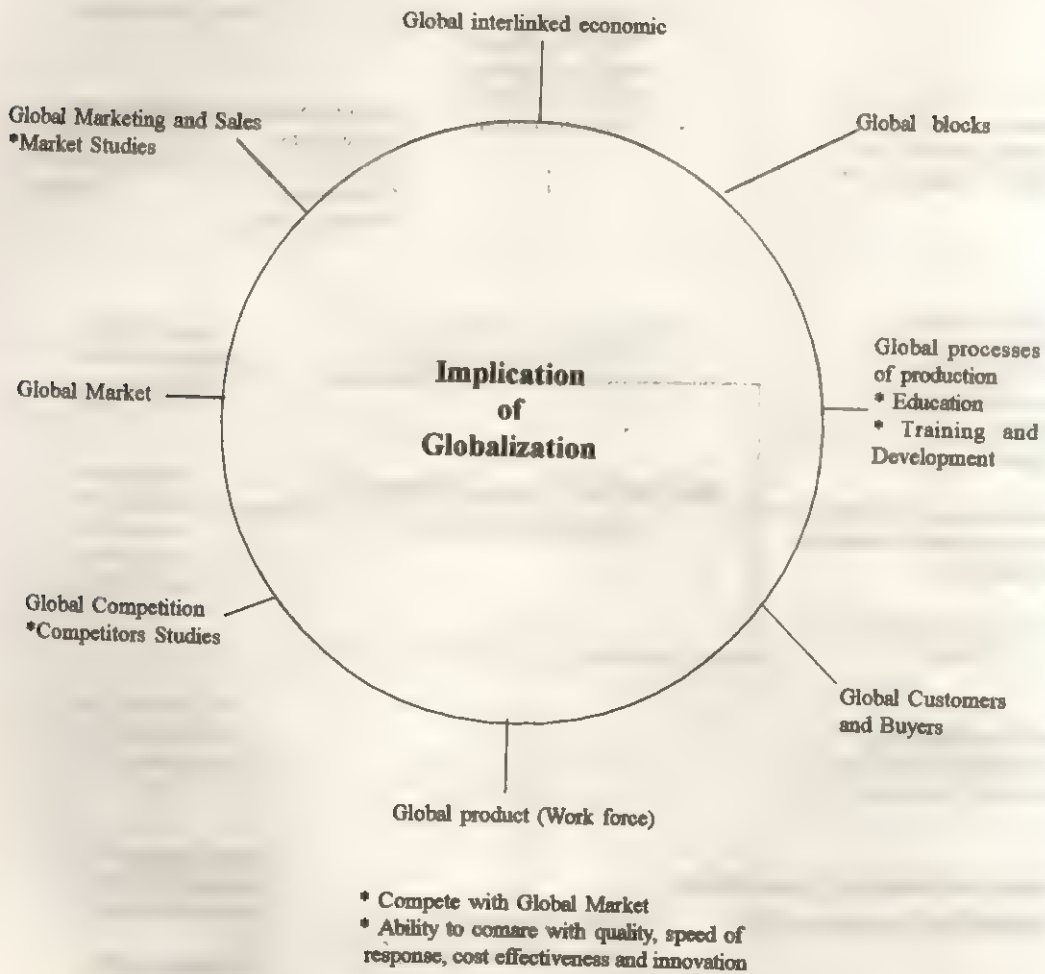 Global interlinked economic
Global Marketing and Sales
*Market Studies
Global blocks
Global processes
of production
* Education
* Training and
Development
Implication
of
Globalization
Global Market
Global Competition
*Competitors Studies
Global Customers
and Buyers
Global product (Work force)
* Compete with Global Market
* Ability to comare with quality, speed of
response, cost effectiveness and innovation